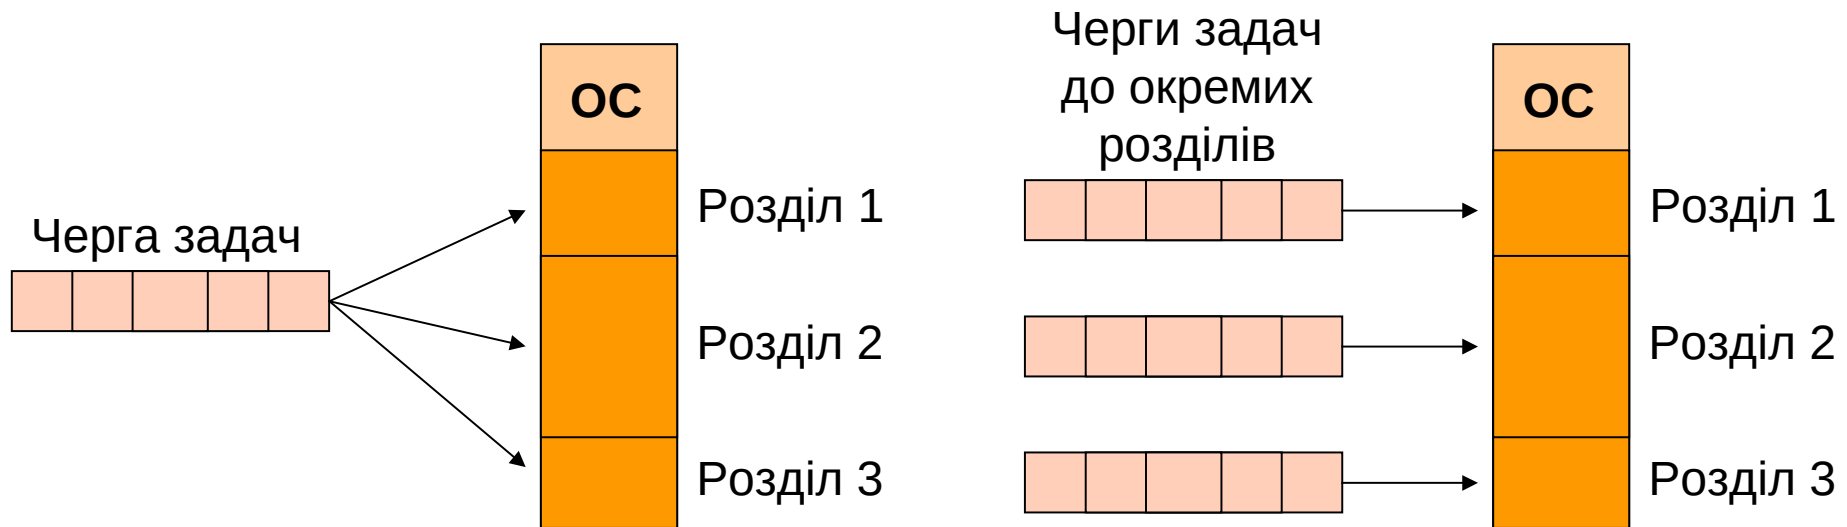 Черга задач
ОС
Розділ 1
Розділ 2
Розділ 3
Черги задач
до окремих
розділів
ОС
Розділ 1
Розділ 2
Розділ 3